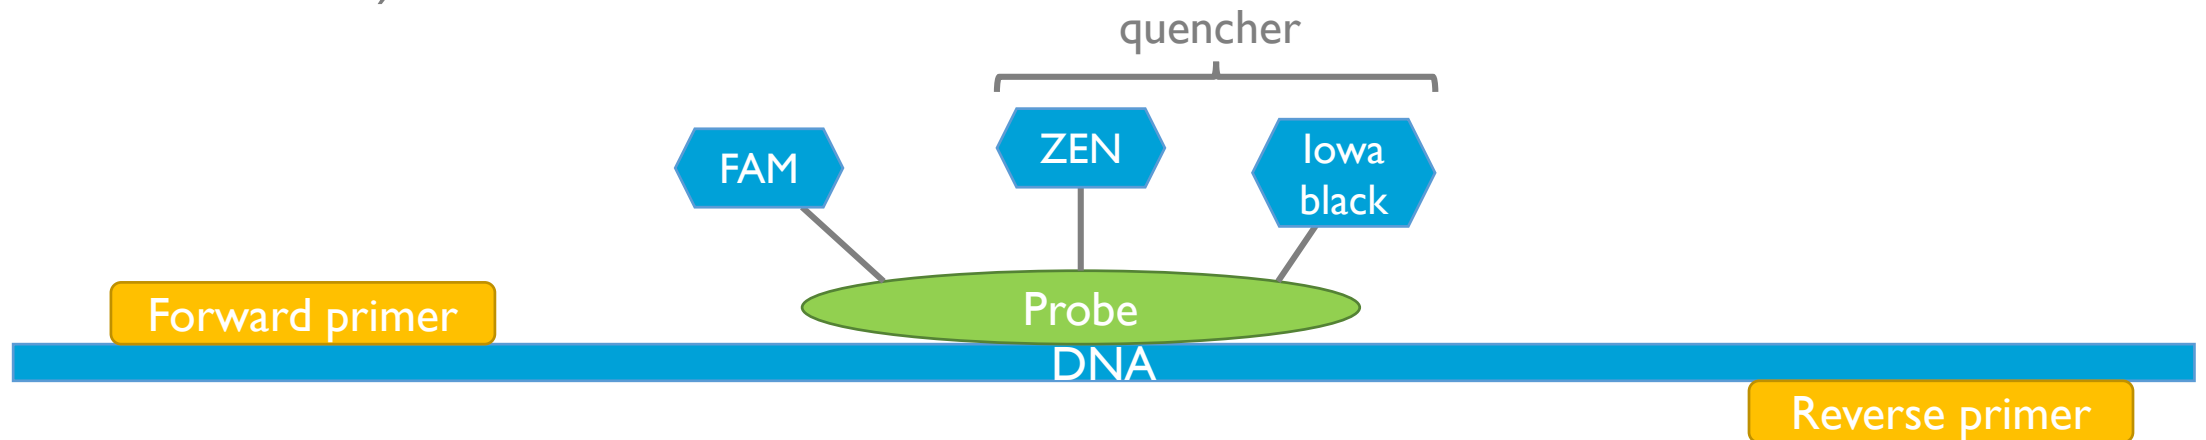 quencher
FAM
ZEN
Iowa
black
Forward primer
Probe
DNA
Reverse primer